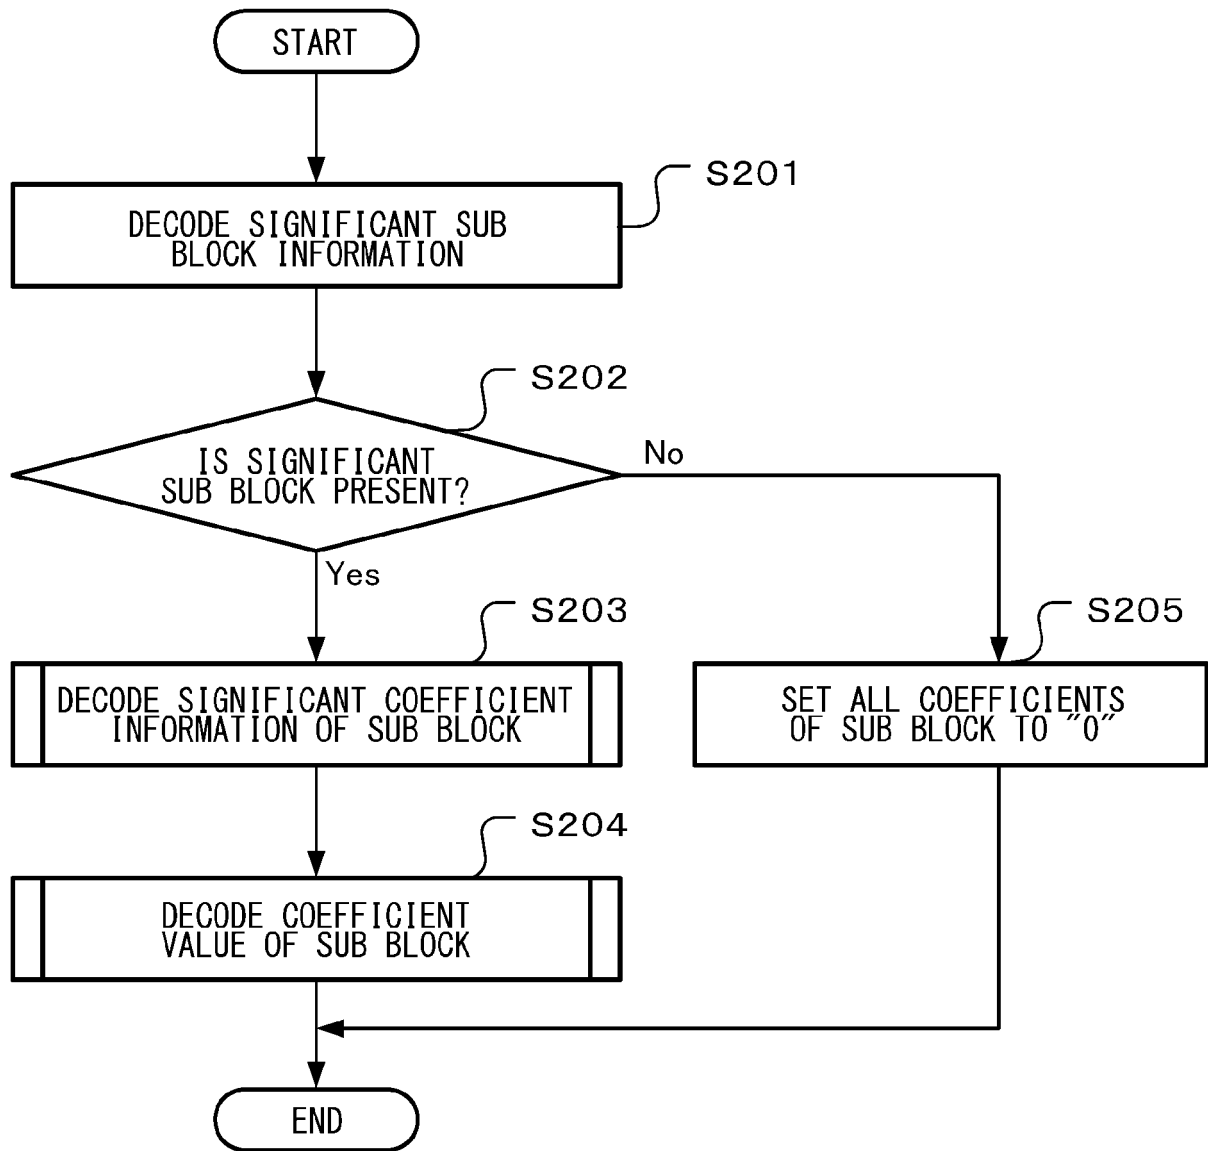 START
S201
DECODE SIGNIFICANT SUB
BLOCK INFORMATION
S202
IS SIGNIFICANT
SUB BLOCK PRESENT?
No
Yes
S203
DECODE SIGNIFICANT COEFFICIENT
INFORMATION OF SUB BLOCK
S205
SET ALL COEFFICIENTS
OF SUB BLOCK TO "0"
S204
DECODE COEFFICIENT
VALUE OF SUB BLOCK
END